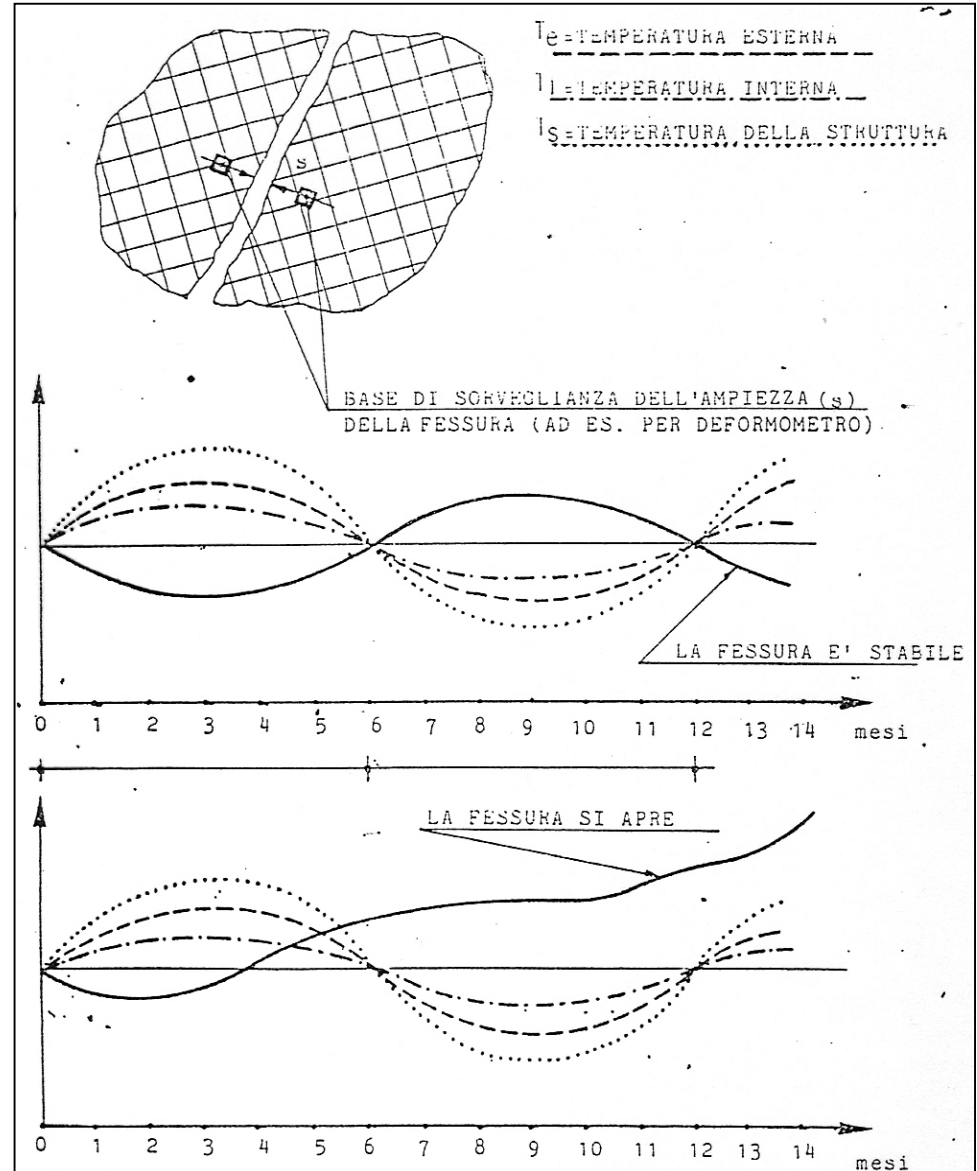 Te=TEMPERATURA ESTERNA
Ti=TEMPERATURA INTERNA
Ts=TEMPERATURA DELLA STRUTTURA
s
BASE DI SORVEGLIANZA DELL'AMPIEZZA (s)
DELLA FESSURA (AD ES. PER DEFORMOMETRO)
LA FESSURA E' STABILE
0 1 2 3 4 5 6 7 8 9 10 11 12 13 14 mesi
LA FESSURA SI APRE
0 1 2 3 4 5 6 7 8 9 10 11 12 13 14
mesi